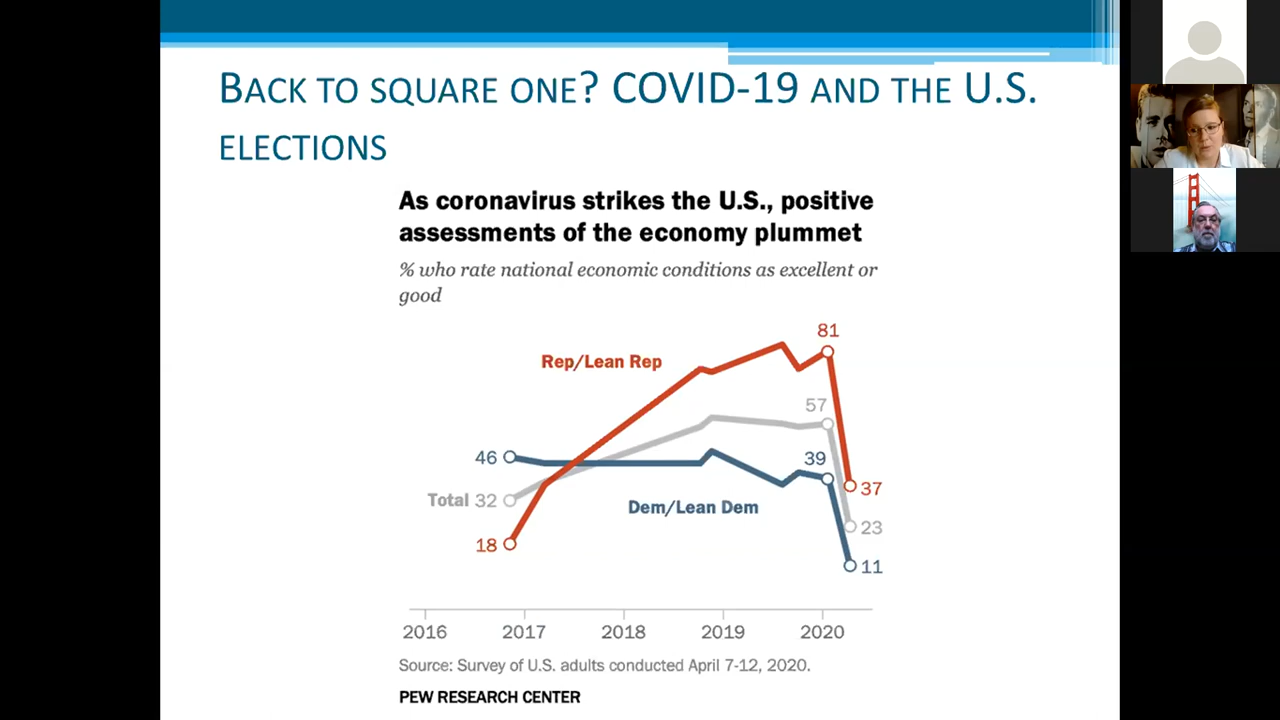 BACK TO SQUARE ONE? COVID-19 AND THE U.S.
ELECTIONS
As coronavirus strikes the U.S., positive
assessments of the economy plummet
% who rate national economic conditions as excellent or
good
81
Rep/Lean Rep
57
46
39
Total 32
37
Dem/Lean Dem
23
18
11
2016 2017 2018 2019 2020
Source: Survey of U.S. adults conducted April 7-12, 2020.
PEW RESEARCH CENTER